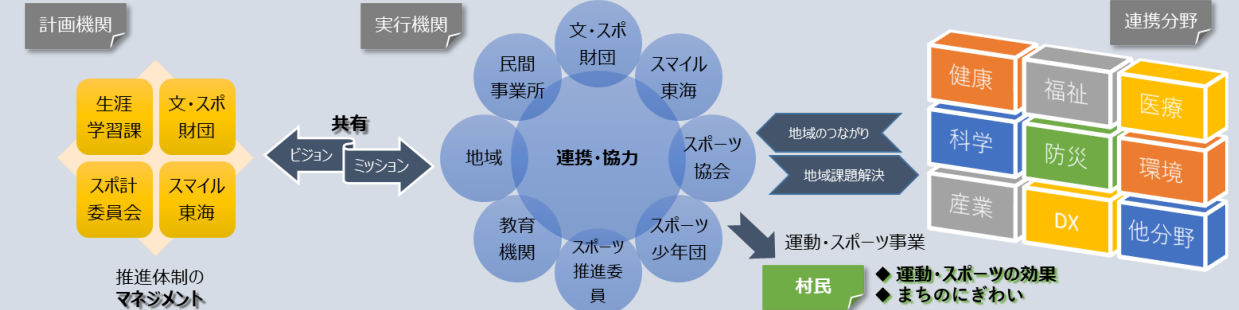 計画機関
生涯
学習課
文・スポ
財団
スポ計
委員会
スマイル
東海
推進体制の
マネジメント
共有
ビジョン
ミッション
実行機関
文・スポ
財団
スマイル
東海
スポーツ
協会
スポーツ
少年団
スポーツ
推進委
員
教育
機関
地域
民間
事業所
連携・協力
地域のつながり
地域課題解決
運動・スポーツ事業
村民
◆ 運動・スポーツの効果
◆ まちのにぎわい
連携分野
健康
福祉
医療
科学
防災
環境
産業
DX
他分野